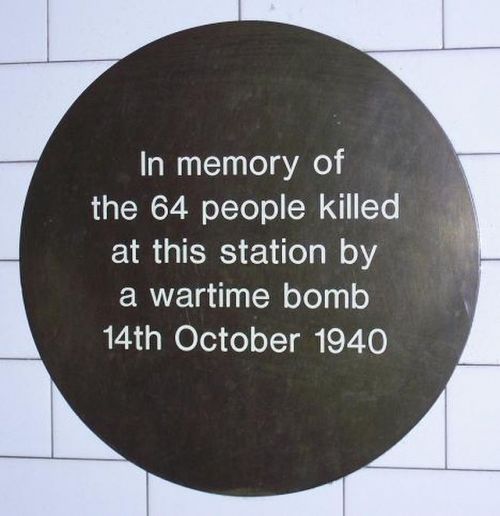 In memory of
the 64 people killed
at this station by
a wartime bomb
14th October 1940